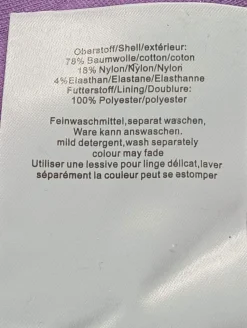 Oberstoff/Shell/extérieur:
78% Baumwolle/cotton/coton
18% Nylon/Nylon/Nylon
4%Elasthan/Elastane/Elasthanne
Futterstoff/Lining/Doublure:
100% Polyester/polyester
Feinwaschmittel,separat waschen,
Ware kann answaschen.
mild detergent,wash separately
colour may fade
Utiliser une lessive pour linge délicat,laver
séparément la couleur peut se estomper